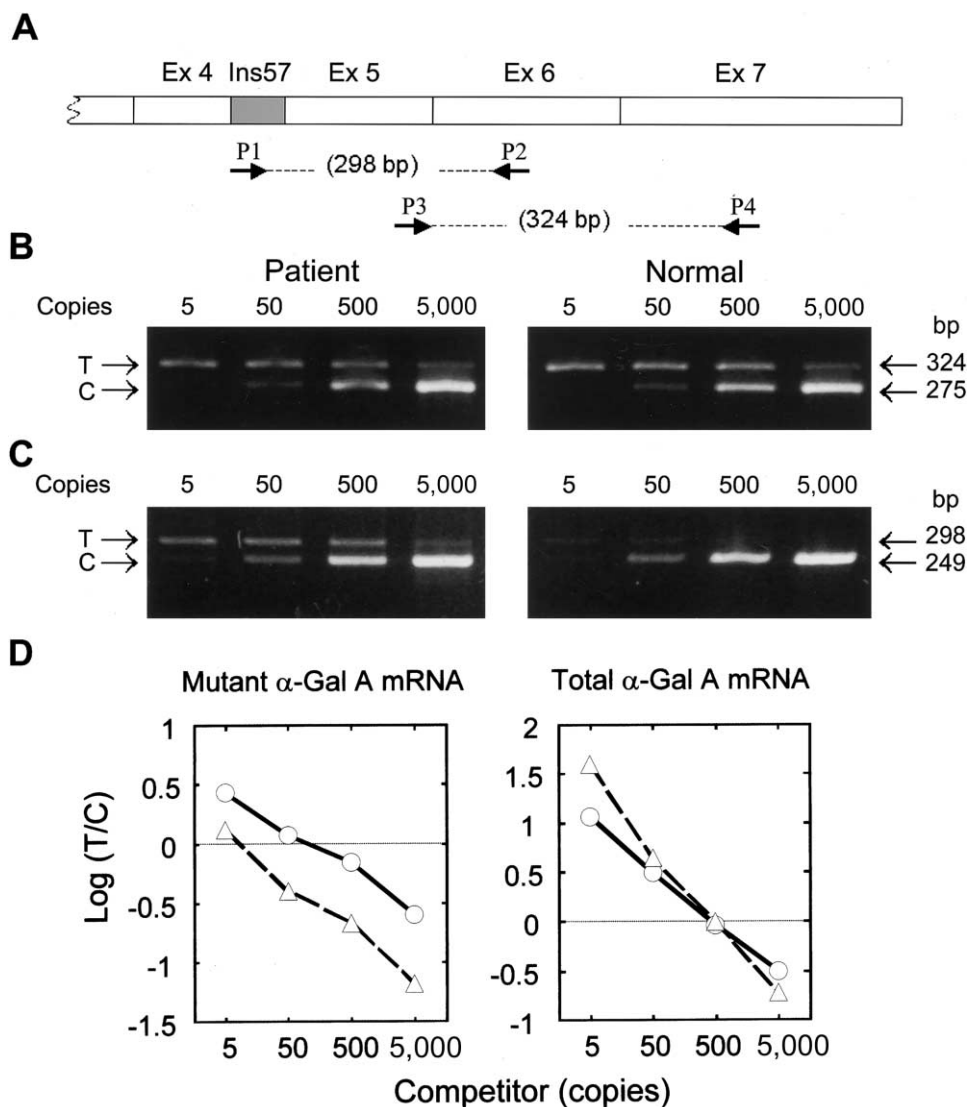 A
Ex 4 Ins57 Ex 5 Ex 6 Ex 7
P1 (298 bp) P2
P3 (324 bp) P4
B
Patient Normal
Copies 5 50 500 5,000 5 50 500 5,000 bp
T 324
C 275
C
Copies 5 50 500 5,000 5 50 500 5,000 bp
T 298
C 249
D
Mutant α-Gal A mRNA Total α-Gal A mRNA
Log (T/C)
1
0.5
0
-0.5
-1
-1.5
2
1.5
1
0.5
0
-0.5
-1
5 50 500 5,000 5 50 500 5,000
Competitor (copies)